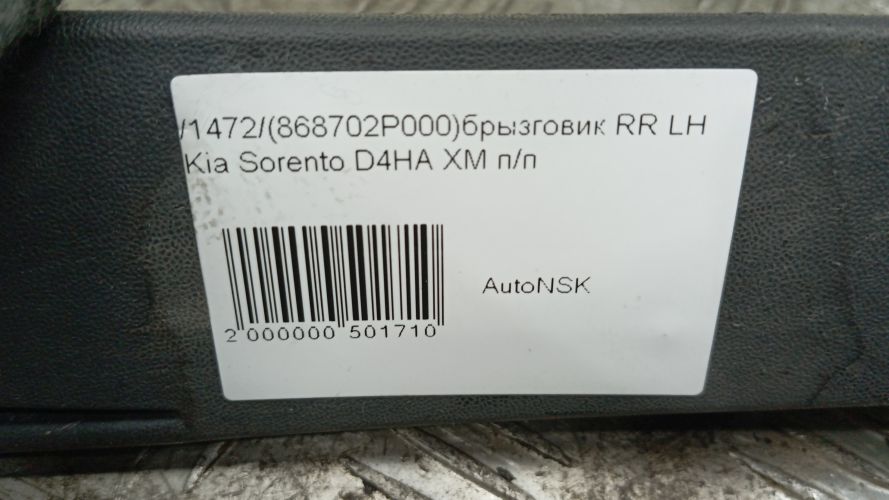 /1472/(868702P000)брызговик RR LH
Kia Sorento D4HA XM п/п
AutoNSK
2 000000 501710